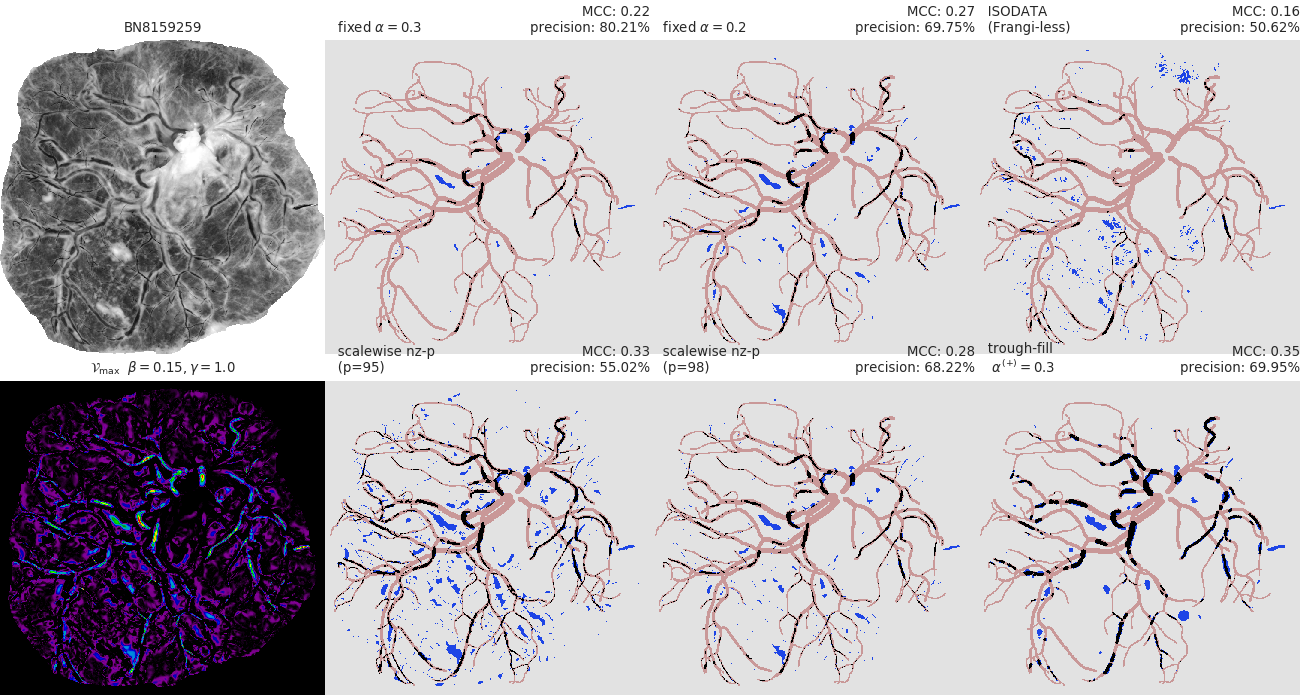 BN8159259
fixed α = 0.3
MCC: 0.22
precision: 80.21%
fixed α = 0.2
MCC: 0.27
precision: 69.75%
ISODATA
(Frangi-less)
MCC: 0.16
precision: 50.62%
𝒱max β = 0.15, γ = 1.0
scalewise nz-p
(p=95)
MCC: 0.33
precision: 55.02%
scalewise nz-p
(p=98)
MCC: 0.28
precision: 68.22%
trough-fill
α(+) = 0.3
MCC: 0.35
precision: 69.95%